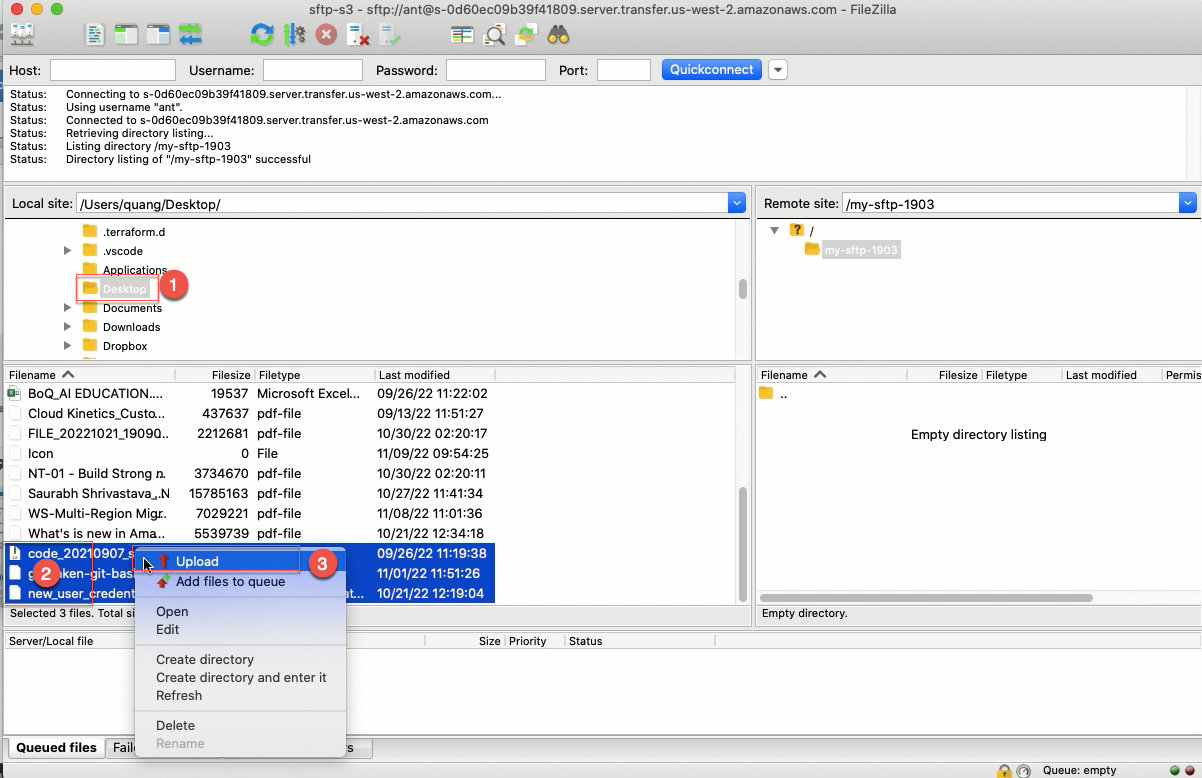 sftp-s3 - sftp://ant@s-0d60ec09b39f41809.server.transfer.us-west-2.amazonaws.com - FileZilla
Host: Username: Password: Port: Quickconnect
Status: Connecting to s-0d60ec09b39f41809.server.transfer.us-west-2.amazonaws.com...
Status: Using username "ant".
Status: Connected to s-0d60ec09b39f41809.server.transfer.us-west-2.amazonaws.com
Status: Retrieving directory listing...
Status: Listing directory /my-sftp-1903
Status: Directory listing of "/my-sftp-1903" successful
Local site: /Users/quang/Desktop/
.terraform.d
.vscode
Applications
Desktop 1
Documents
Downloads
Dropbox
Remote site: /my-sftp-1903
? /
my-sftp-1903
Filename Filesize Filetype Last modified
BoQ_AI EDUCATION.... 19537 Microsoft Excel... 09/26/22 11:22:02
Cloud Kinetics_Custo... 437637 pdf-file 09/13/22 11:51:27
FILE_20221021_19090... 2212681 pdf-file 10/30/22 02:20:17
Icon 0 File 11/09/22 09:54:25
NT-01 - Build Strong n... 3734670 pdf-file 10/30/22 02:20:11
Saurabh Shrivastava_,N 15785163 pdf-file 10/27/22 11:41:34
WS-Multi-Region Migr... 7029221 pdf-file 11/08/22 11:01:36
What's is new in Ama... 5539739 pdf-file 10/21/22 12:34:18
code_20210907_s 09/26/22 11:19:38
2 ken-git-bas 11/01/22 11:51:26
new_user_credent at... 10/21/22 12:19:04
Selected 3 files. Total si
Upload 3
Add files to queue
Open
Edit
Create directory
Create directory and enter it
Refresh
Delete
Rename
Filename Filesize Filetype Last modified Permis
..
Empty directory listing
Empty directory.
Server/Local file Size Priority Status
Queued files Faile rs
Queue: empty